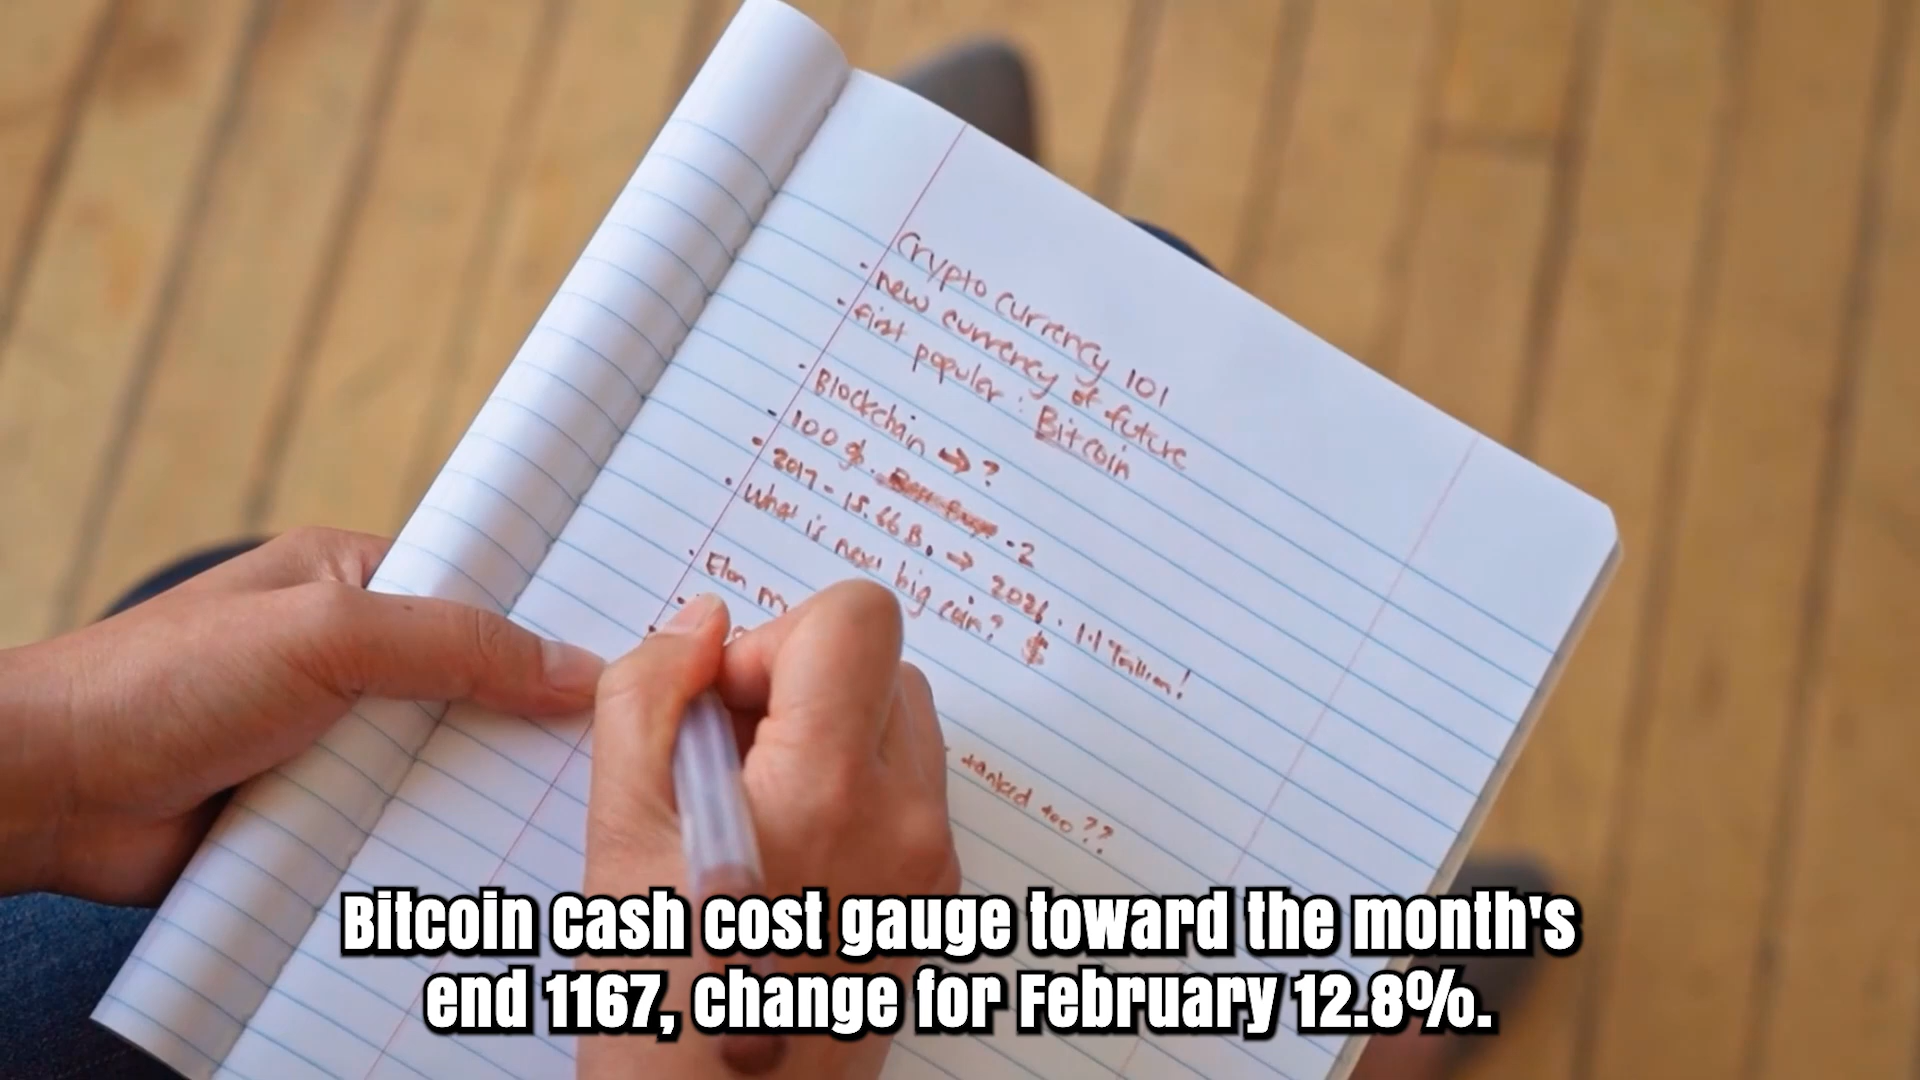 Crypto currency 101
- new currency of future
- first popular : Bitcoin
- Blockchain → ?
- 100
- 2017 - 15.66 B. → 2021. 1.1 Trillion!
- What is next big coin? $
- Elon
tanked too ??
Bitcoin Cash cost gauge toward the month's
end 1167, change for February 12.8%.